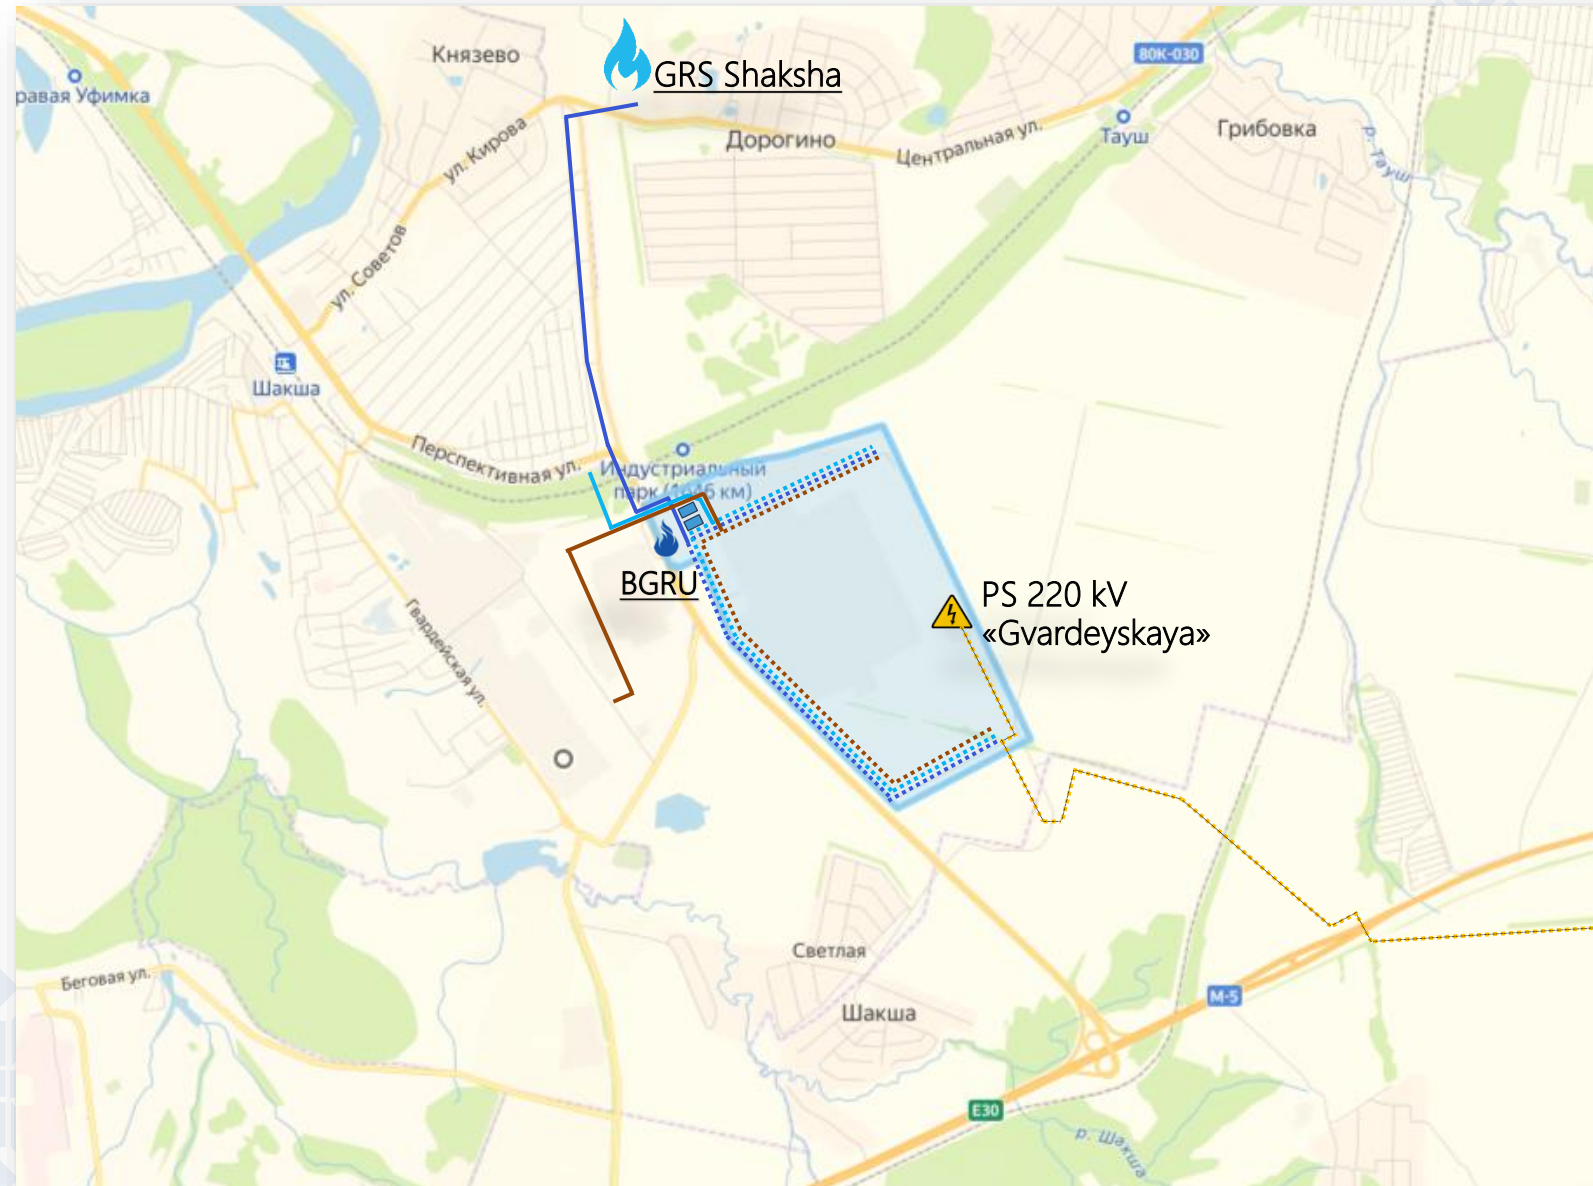 Князево
GRS Shaksha
80К-030
равая Уфимка
ул. Кирова
Дорогино
Центральная ул.
Тауш
Грибовка
р. Тауш
ул. Советов
Шакша
Перспективная ул.
Индустриальный
парк (1646 км)
BGRU
PS 220 kV
«Gvardeyskaya»
Гвардейская ул.
Светлая
Беговая ул.
М-5
Шакша
E30
р. Шакша